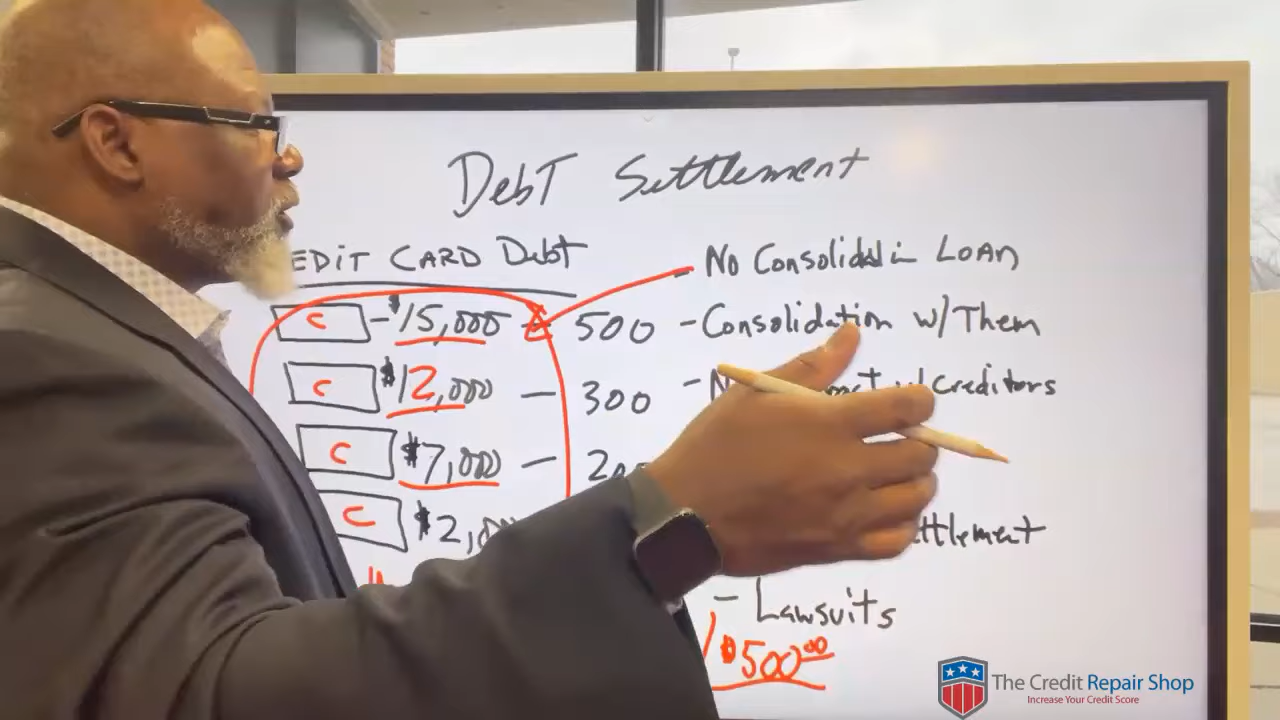 Debt Settlement
EDIT CARD Debt
C - $15,000 - 500
C $12,000 - 300
C $7,000 -
C $2,
- No Consolidati n LOAN
- Consolidation w/ Them
- creditors
ttlement
- Lawsuits
$500.00
The Credit Repair Shop
Increase Your Credit Score